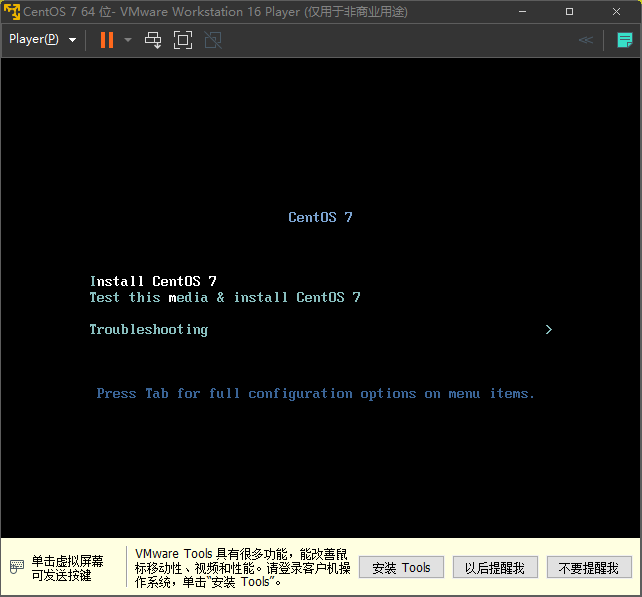 CentOS 7 64 位- VMware Workstation 16 Player (仅用于非商业用途)
Player(P)
CentOS 7
Install CentOS 7
Test this media & install CentOS 7
Troubleshooting >
Press Tab for full configuration options on menu items.
单击虚拟屏幕
可发送按键
VMware Tools 具有很多功能，能改善鼠
标移动性、视频和性能。请登录客户机操
作系统，单击“安装 Tools”。
安装 Tools
以后提醒我
不要提醒我